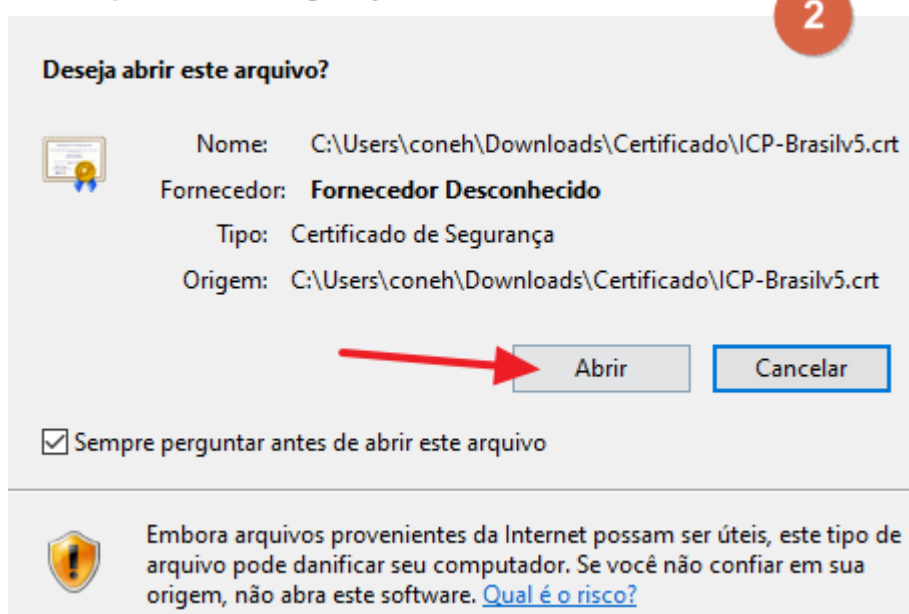 2
Deseja abrir este arquivo?
Nome: C:\Users\coneh\Downloads\Certificado\ICP-Brasilv5.crt
Fornecedor: Fornecedor Desconhecido
Tipo: Certificado de Segurança
Origem: C:\Users\coneh\Downloads\Certificado\ICP-Brasilv5.crt
Abrir Cancelar
Sempre perguntar antes de abrir este arquivo
Embora arquivos provenientes da Internet possam ser úteis, este tipo de
arquivo pode danificar seu computador. Se você não confiar em sua
origem, não abra este software. Qual é o risco?